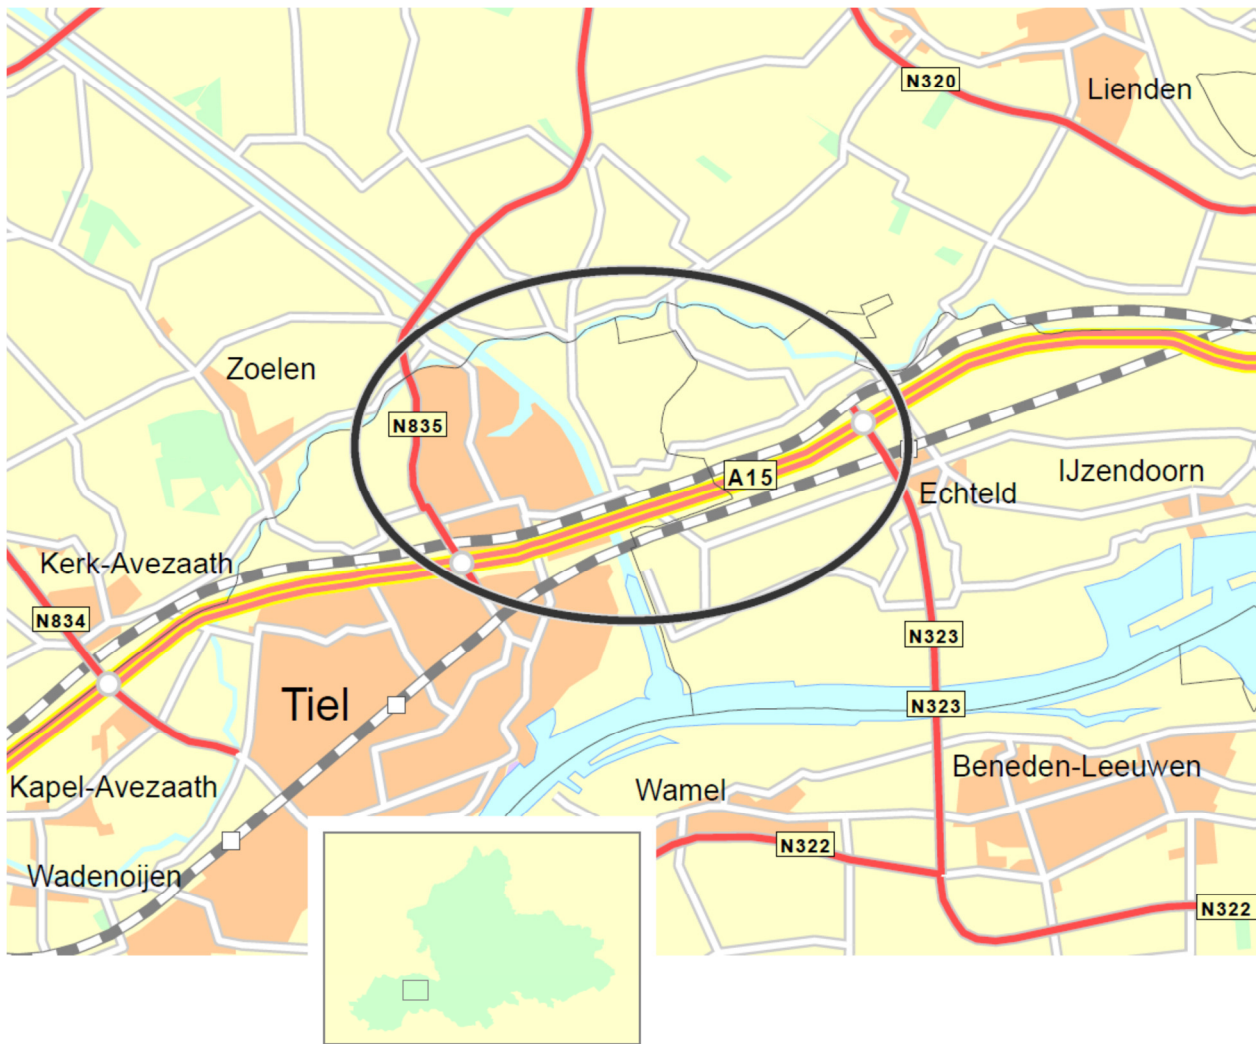 N320
Lienden
Zoelen
N835
A15
IJzendoorn
Echteld
Kerk-Avezaath
N834
N323
Tiel
N323
Kapel-Avezaath
Wamel
Beneden-Leeuwen
N322
Wadenoijen
N322